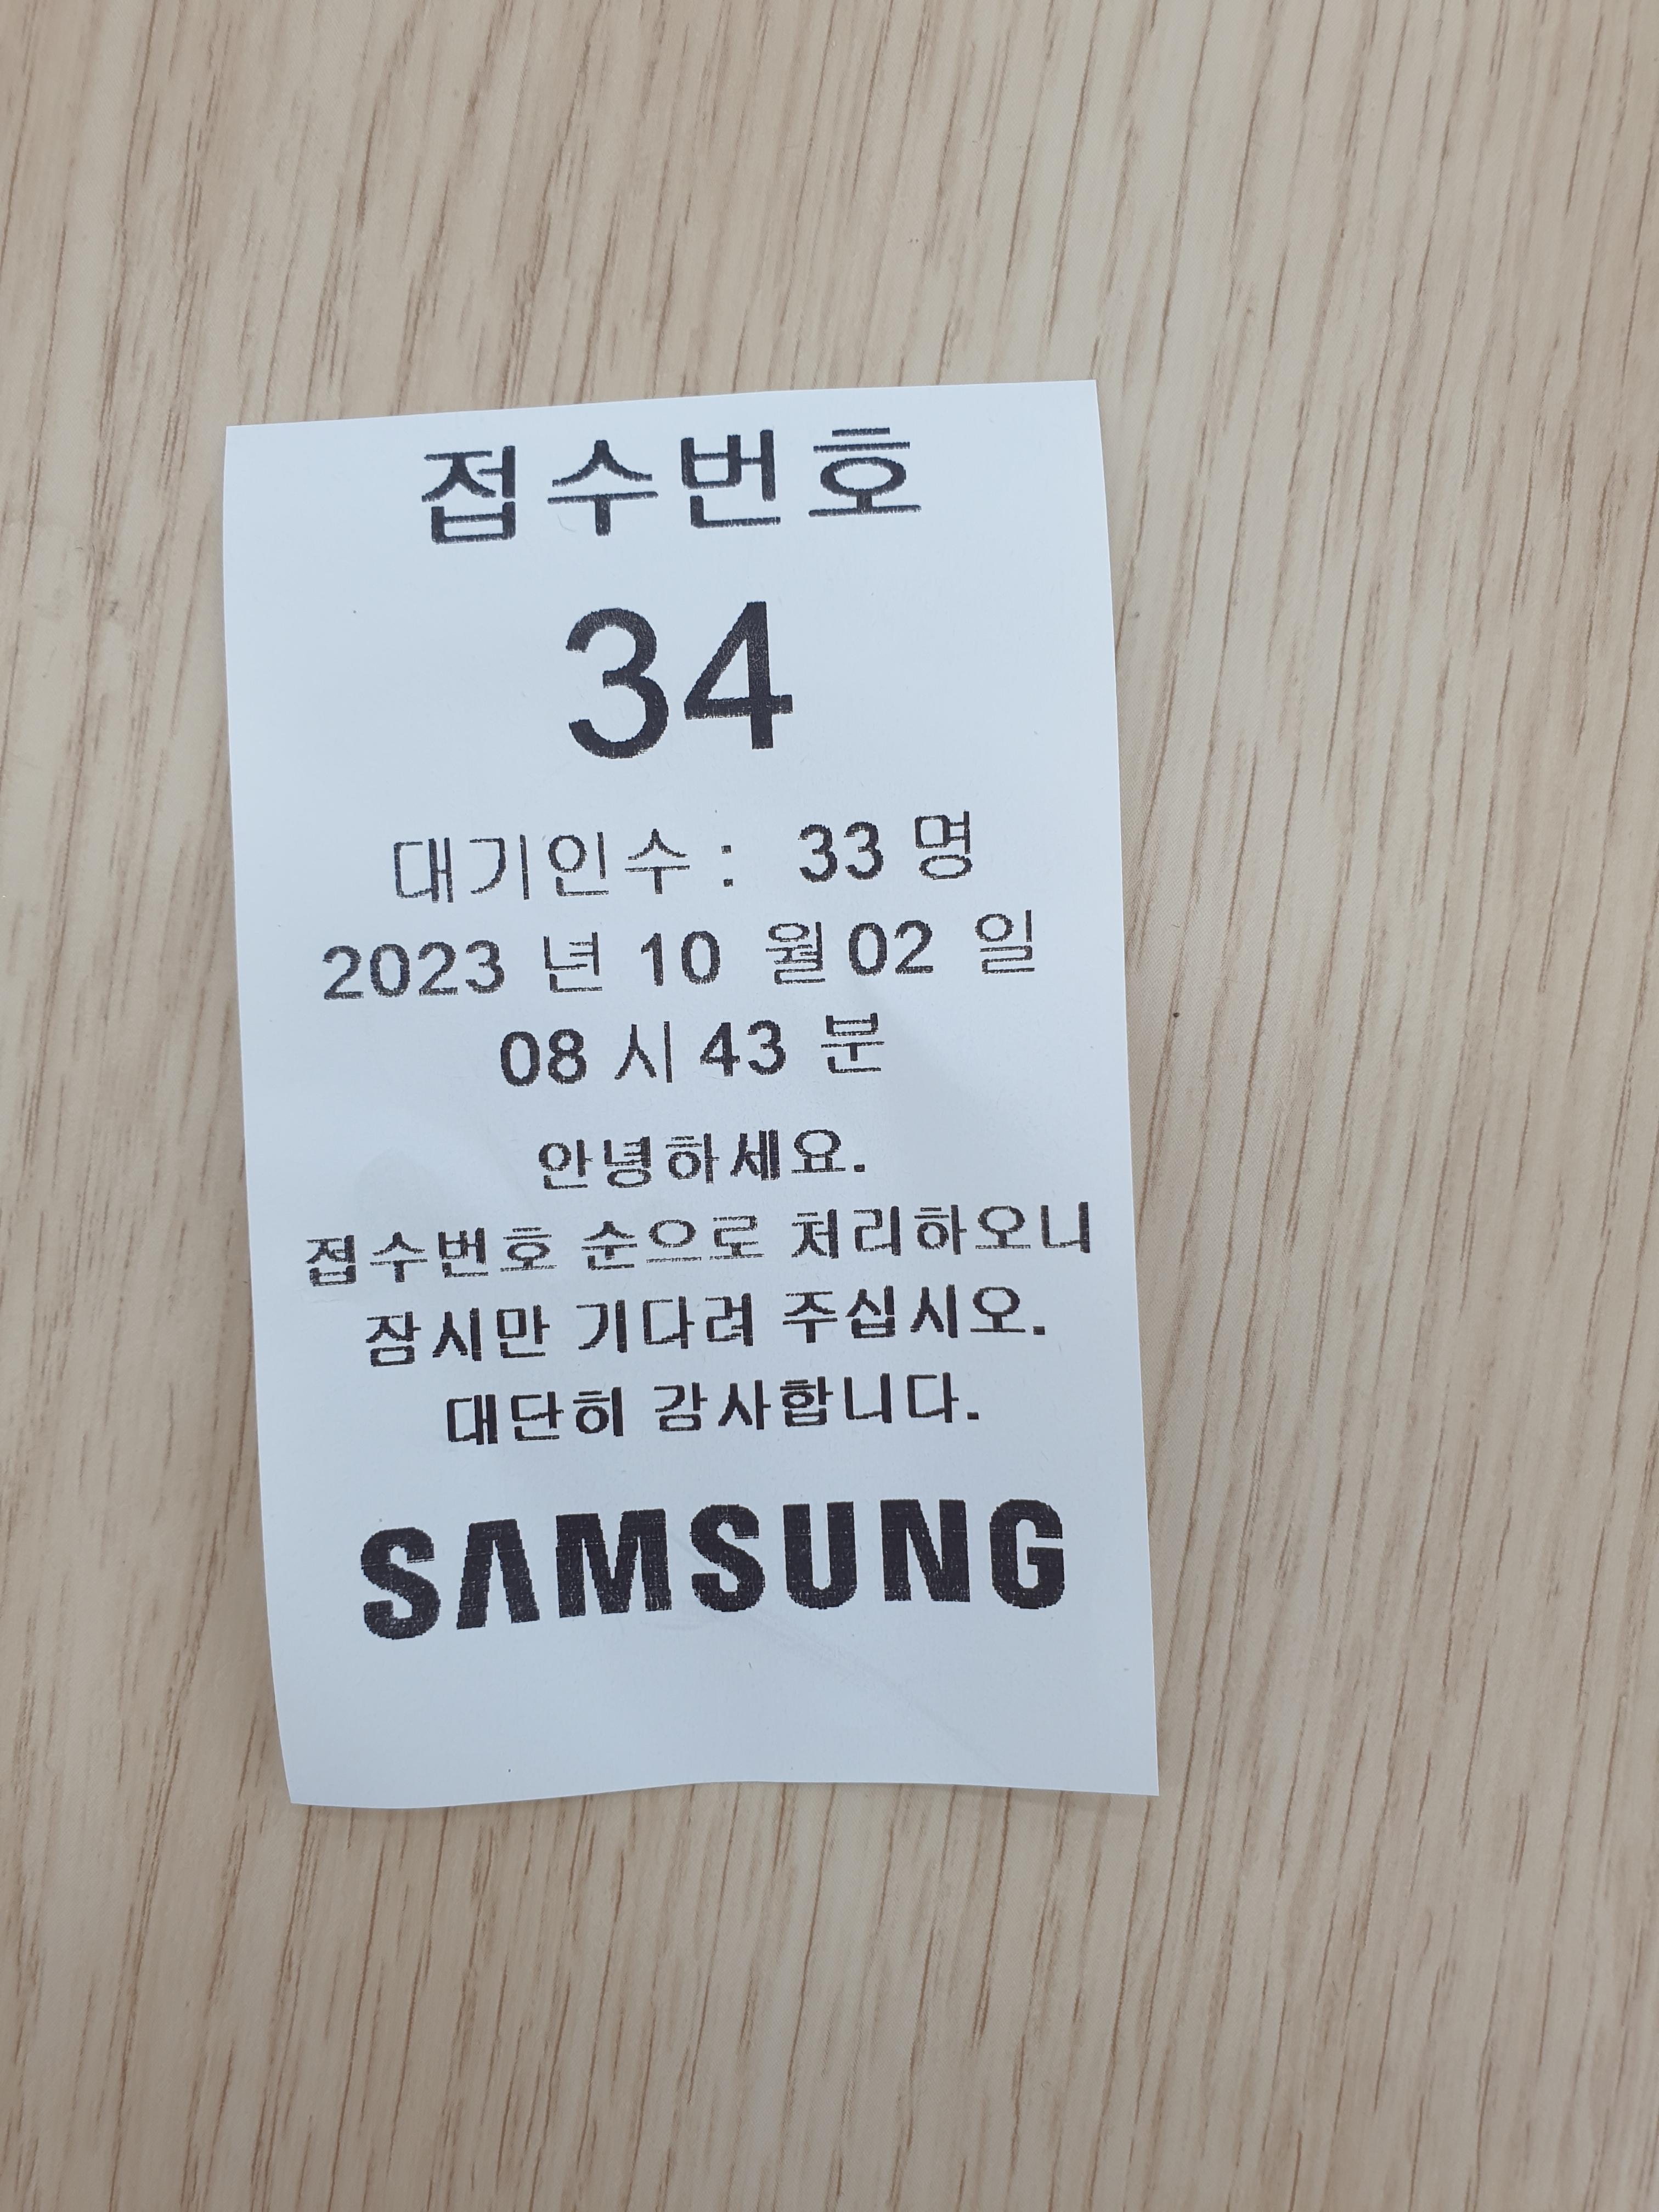 접수번호
34
대기인수 : 33 명
2023 년 10 월 02 일
08 시 43 분
안녕하세요.
접수번호 순으로 처리하오니
잠시만 기다려 주십시오.
대단히 감사합니다.
SAMSUNG